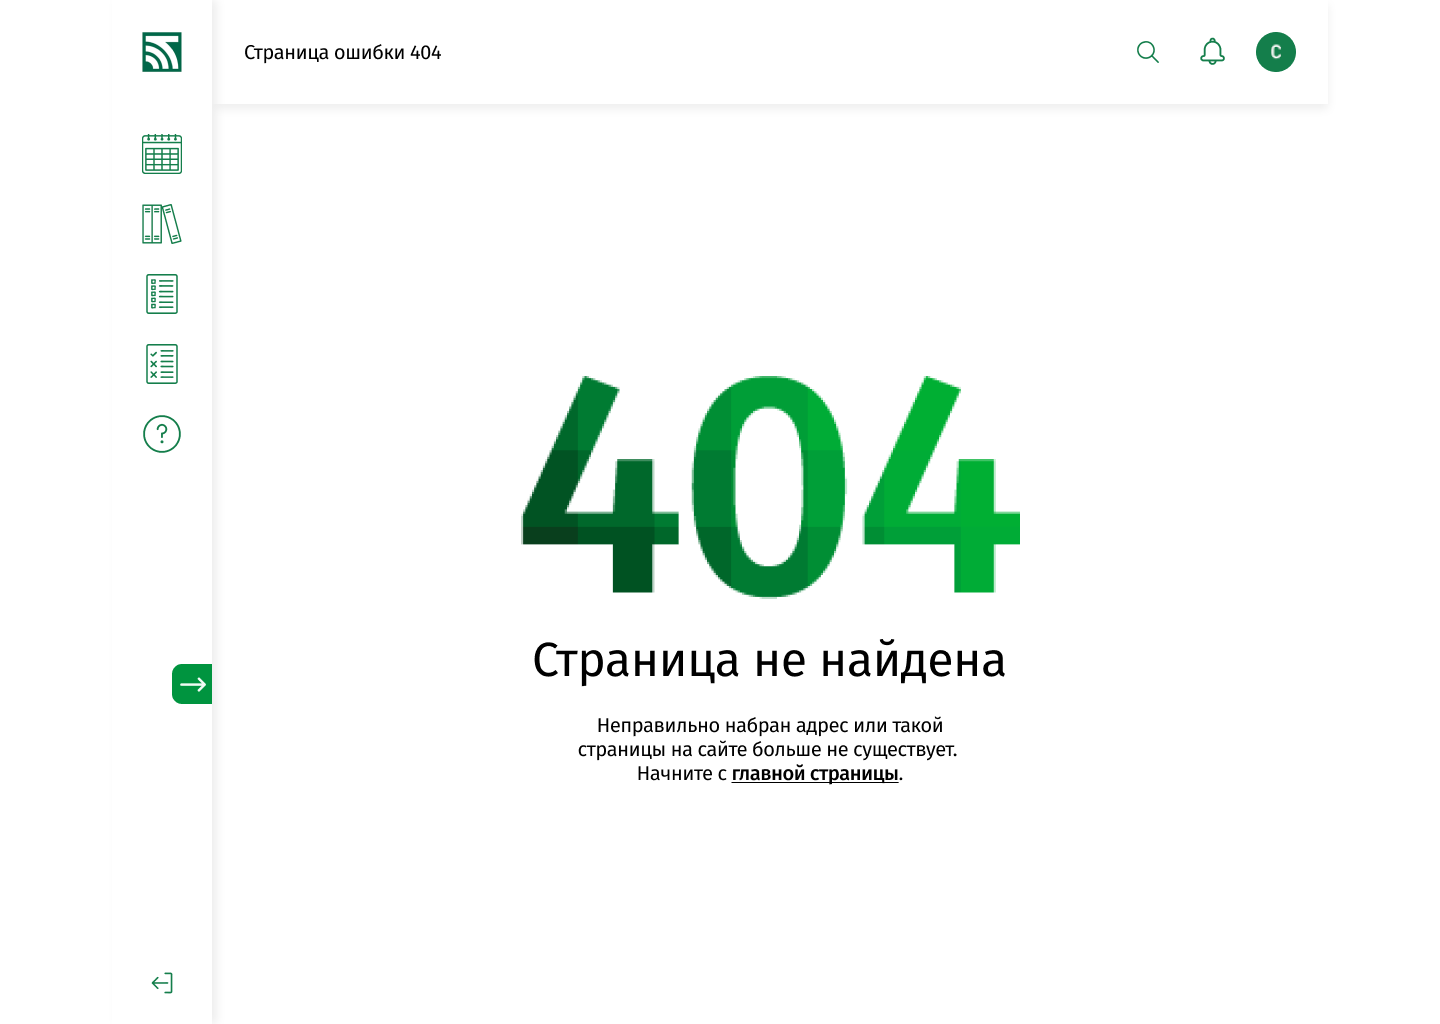 Страница ошибки 404
С
404
Страница не найдена
Неправильно набран адрес или такой
страницы на сайте больше не существует.
Начните с главной страницы.